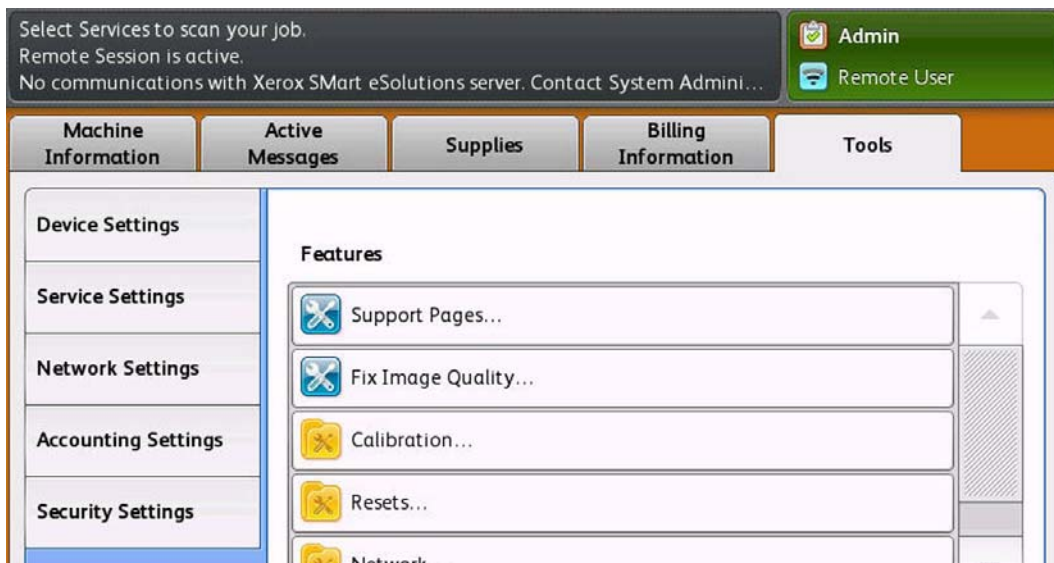 Select Services to scan your job.
Remote Session is active.
No communications with Xerox SMart eSolutions server. Contact System Admini...
Admin
Remote User
Machine
Information
Active
Messages
Supplies
Billing
Information
Tools
Device Settings
Service Settings
Network Settings
Accounting Settings
Security Settings
Features
Support Pages...
Fix Image Quality...
Calibration...
Resets...
Network...